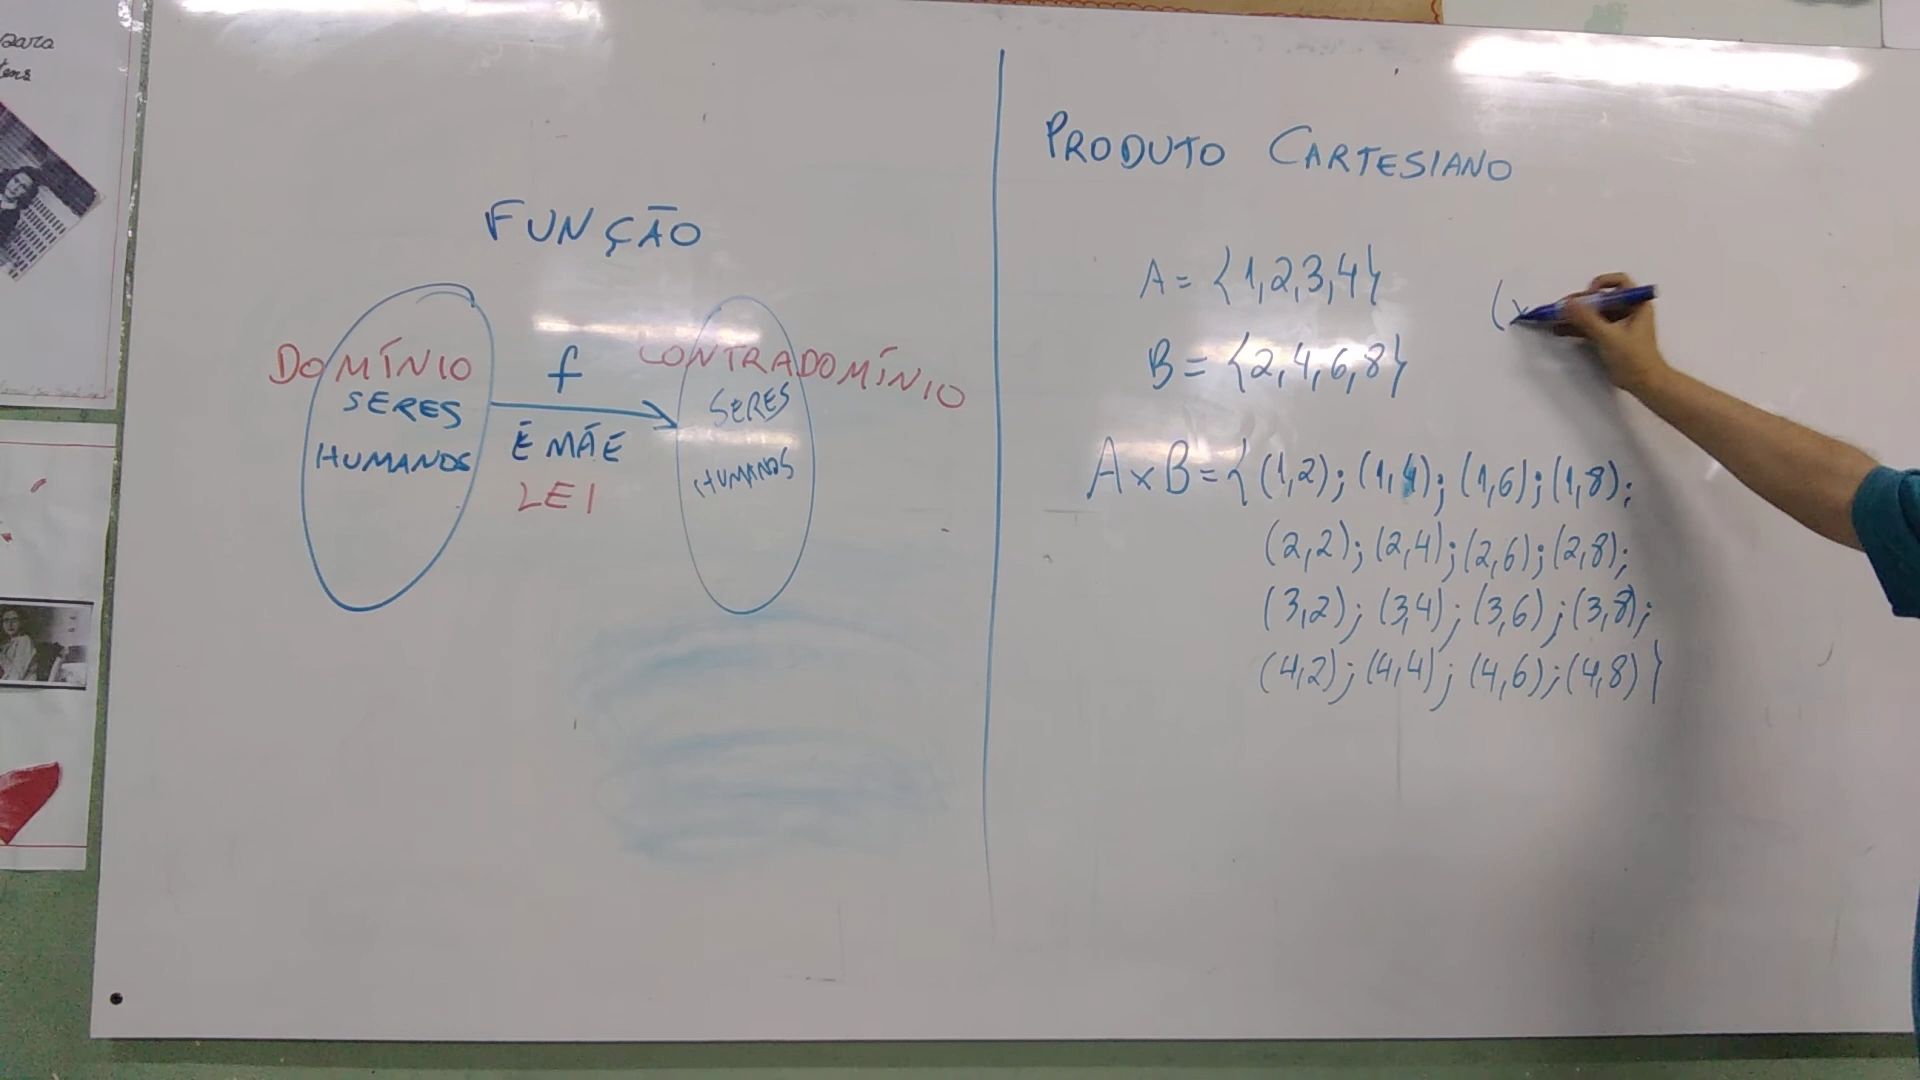 para
tens
FUNÇÃO
DOMÍNIO
SERES
HUMANOS
f
É MÃE
LEI
CONTRADOMÍNIO
SERES
HUMANOS
PRODUTO CARTESIANO
A = {1,2,3,4}
(x
B = {2,4,6,8}
A x B = { (1,2); (1,4); (1,6); (1,8);
(2,2); (2,4); (2,6); (2,8);
(3,2); (3,4); (3,6); (3,8);
(4,2); (4,4); (4,6); (4,8) }